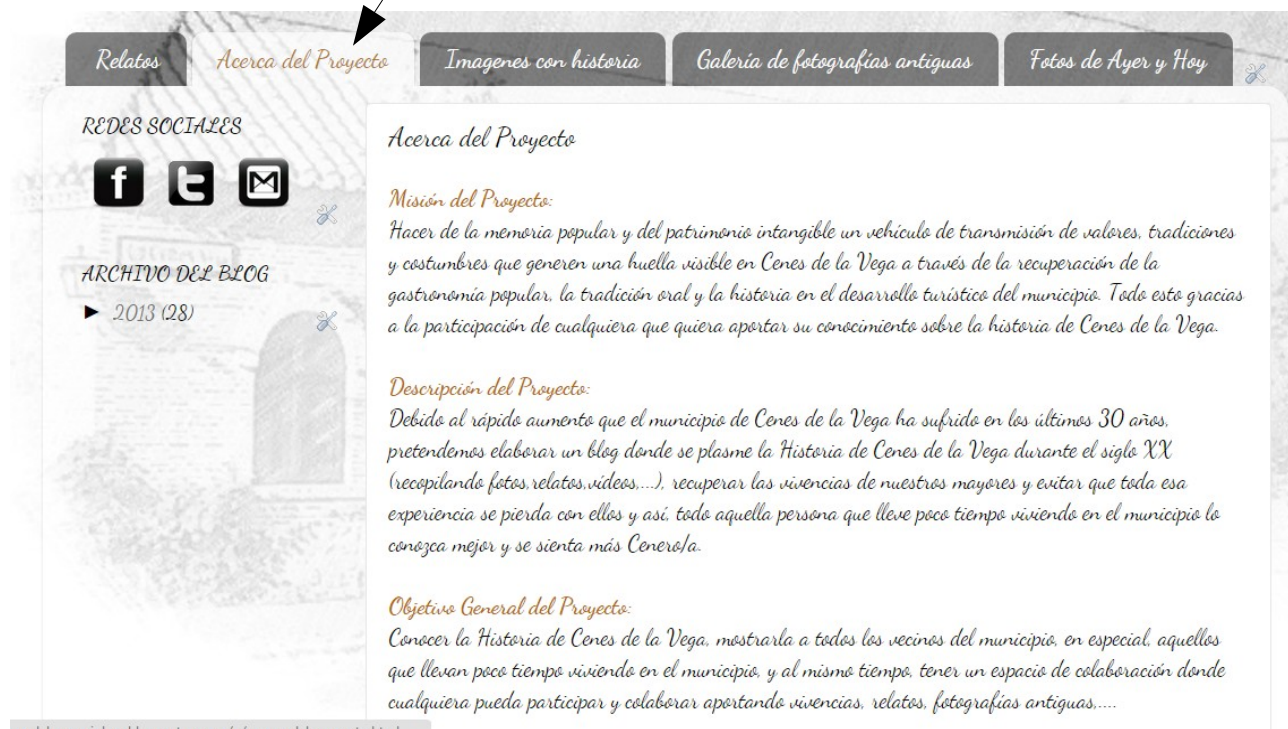 Relatos
Acerca del Proyecto
Imagenes con historia
Galería de fotografías antiguas
Fotos de Ayer y Hoy
REDES SOCIALES
ARCHIVO DEL BLOG
► 2013 (28)
Acerca del Proyecto
Misión del Proyecto:
Hacer de la memoria popular y del patrimonio intangible un vehículo de transmisión de valores, tradiciones
y costumbres que generen una huella visible en Cenes de la Vega a través de la recuperación de la
gastronomía popular, la tradición oral y la historia en el desarrollo turístico del municipio. Todo esto gracias
a la participación de cualquiera que quiera aportar su conocimiento sobre la historia de Cenes de la Vega.
Descripción del Proyecto:
Debido al rápido aumento que el municipio de Cenes de la Vega ha sufrido en los últimos 30 años,
pretendemos elaborar un blog donde se plasme la Historia de Cenes de la Vega durante el siglo XX
(recopilando fotos,relatos,vídeos,...), recuperar las vivencias de nuestros mayores y evitar que toda esa
experiencia se pierda con ellos y así, todo aquella persona que lleve poco tiempo viviendo en el municipio lo
conozca mejor y se sienta más Cenero/a.
Objetivo General del Proyecto:
Conocer la Historia de Cenes de la Vega, mostrarla a todos los vecinos del municipio, en especial, aquellos
que llevan poco tiempo viviendo en el municipio, y al mismo tiempo, tener un espacio de colaboración donde
cualquiera pueda participar y colaborar aportando vivencias, relatos, fotografías antiguas,....